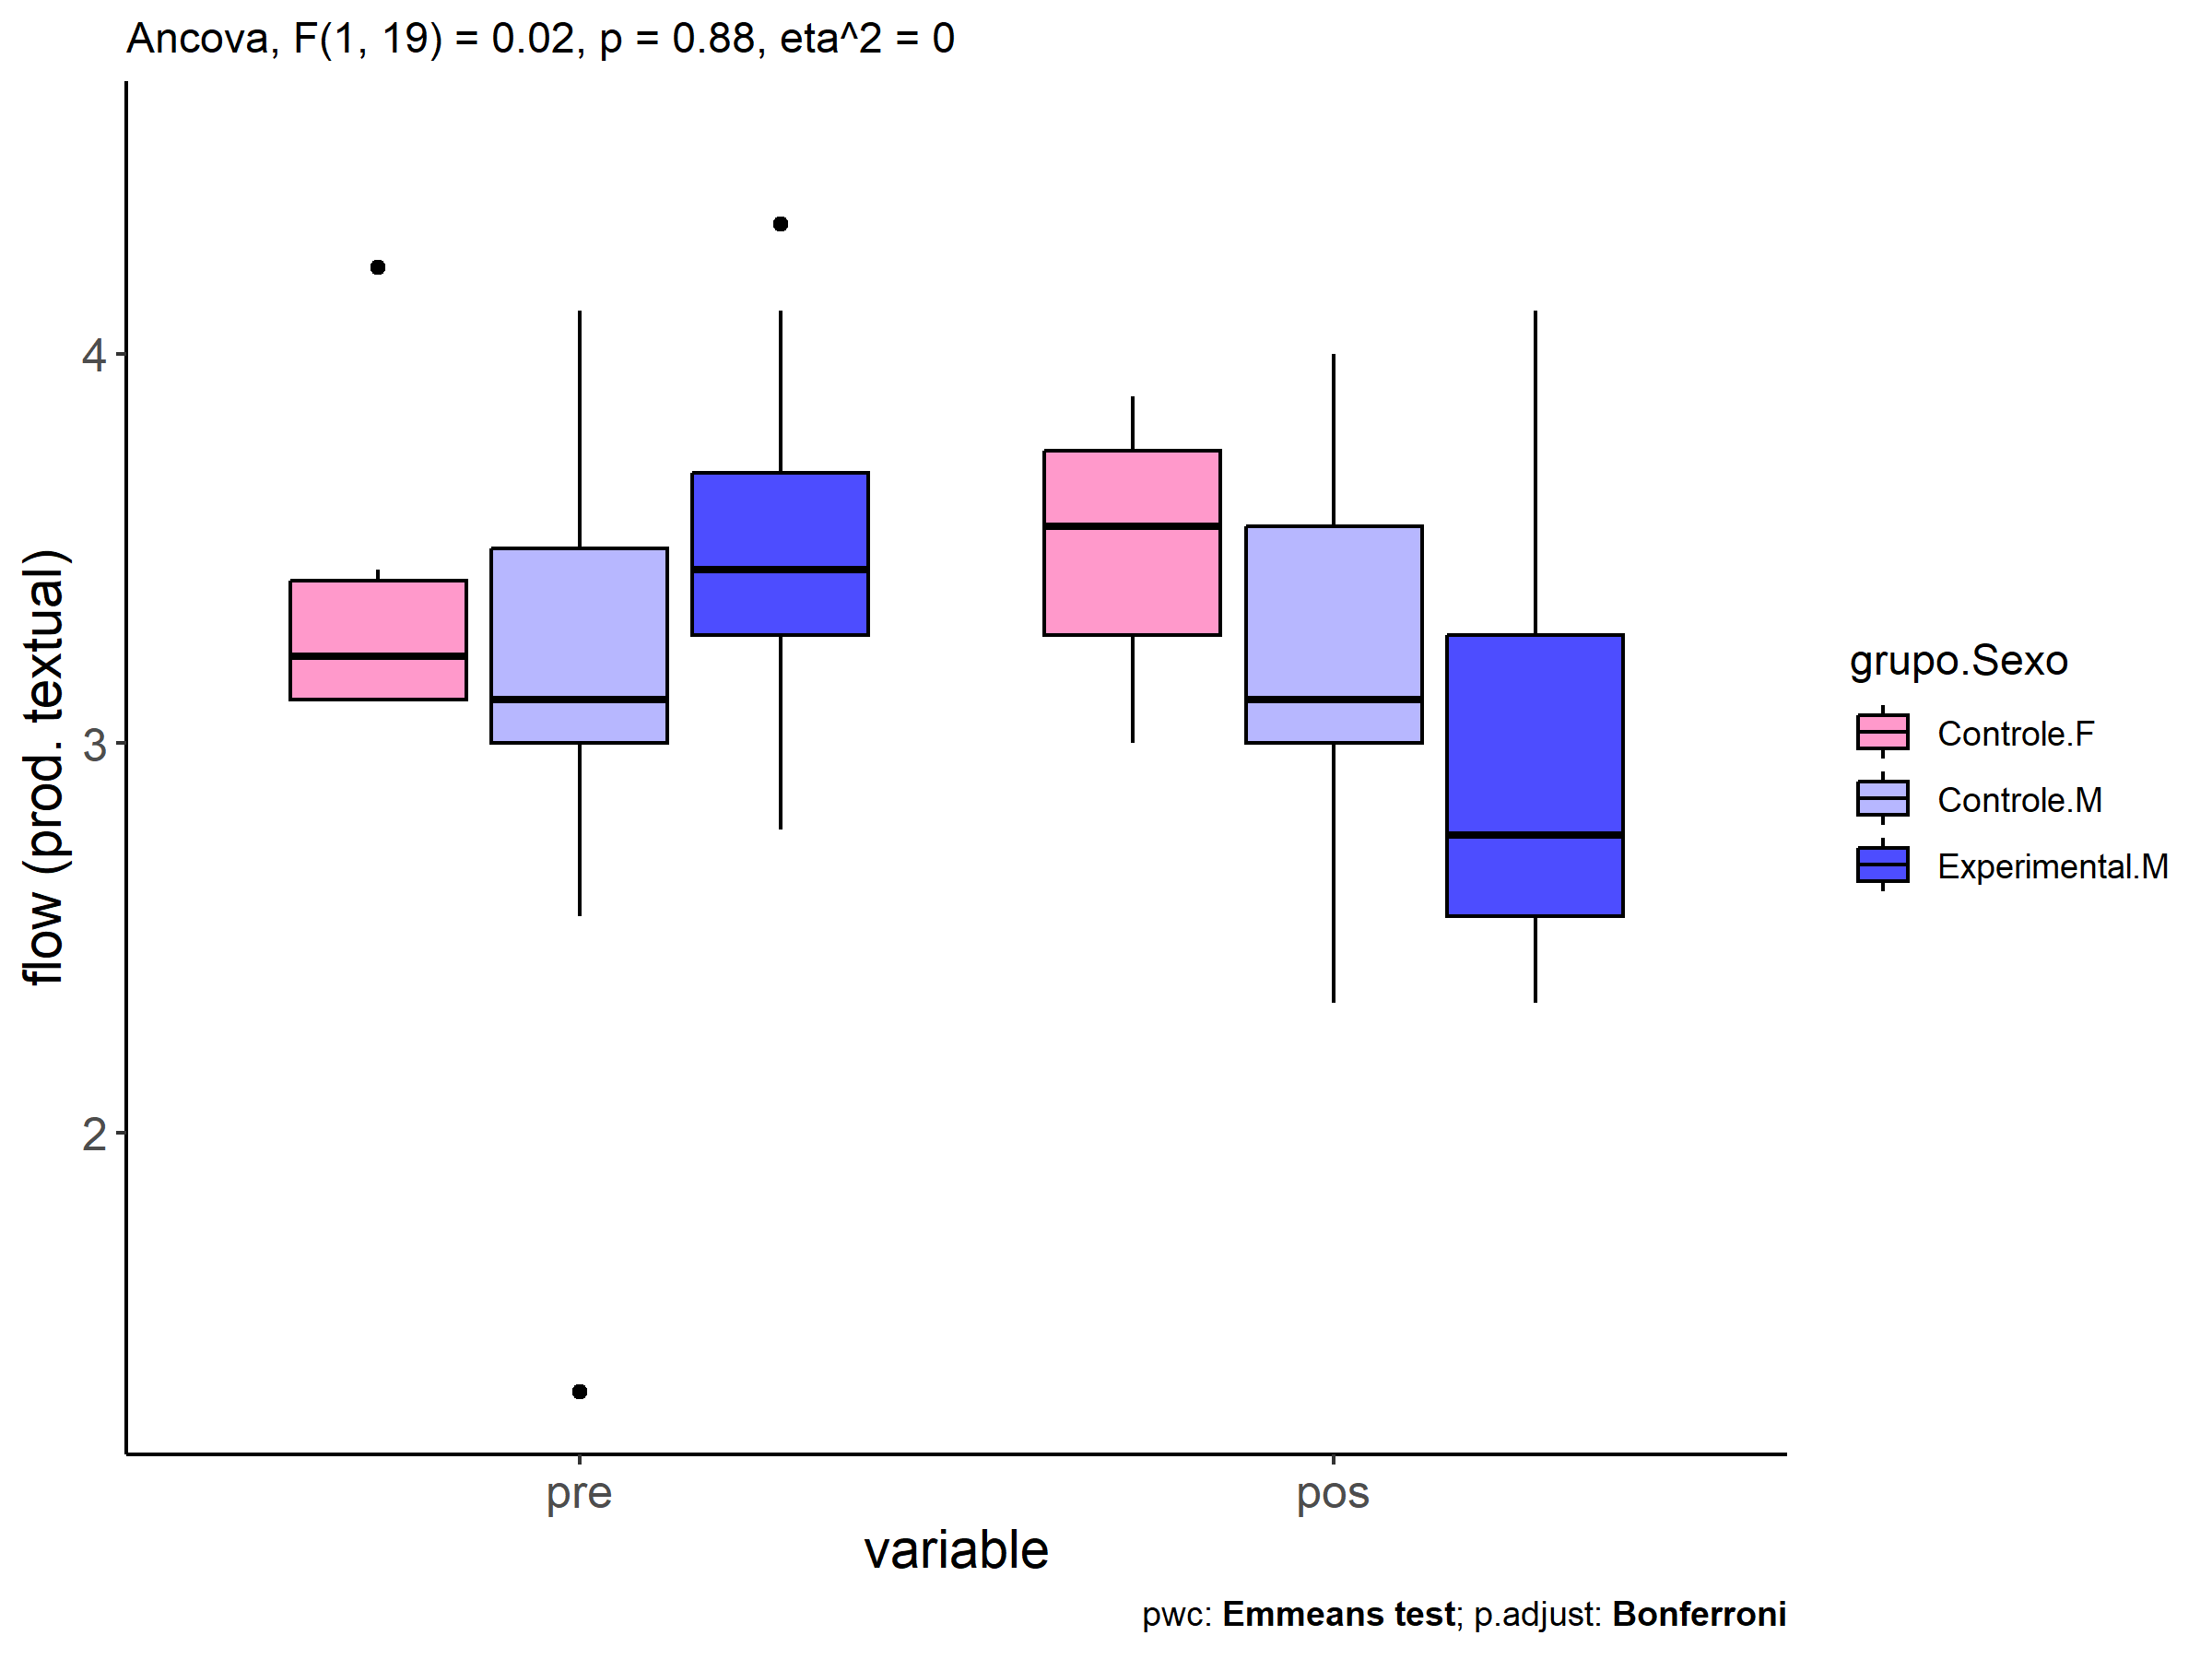 Ancova, F(1, 19) = 0.02, p = 0.88, eta^2 = 0
flow (prod. textual)
4
3
2
pre
pos
variable
grupo.Sexo
Controle.F
Controle.M
Experimental.M
pwc: Emmeans test; p.adjust: Bonferroni